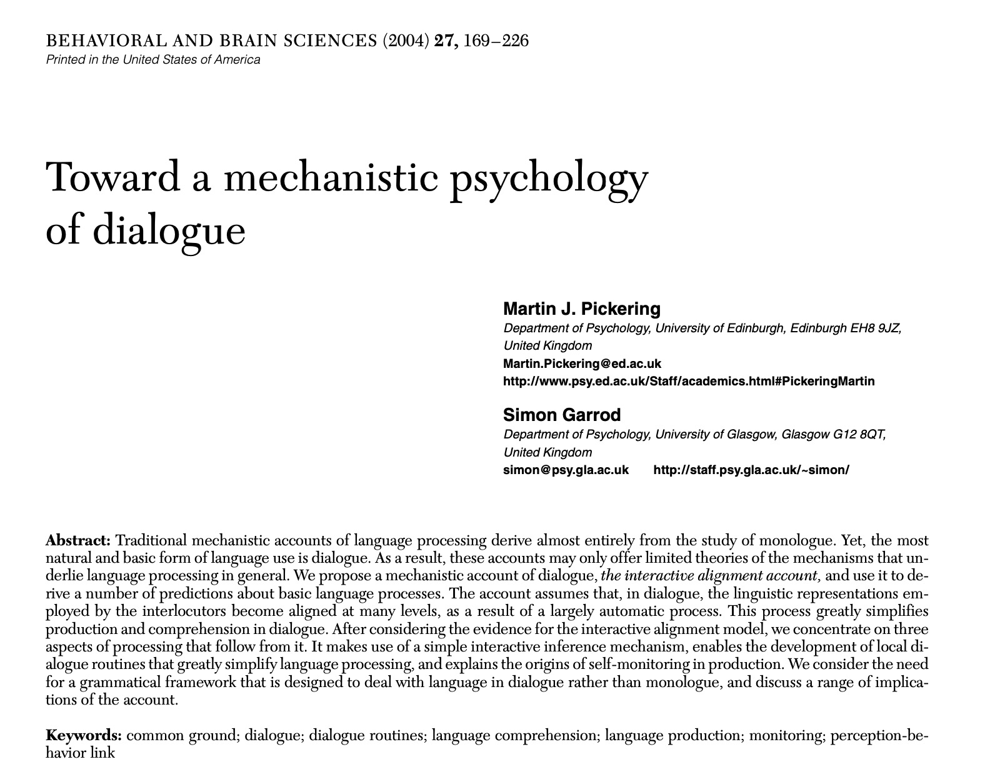 BEHAVIORAL AND BRAIN SCIENCES (2004) 27, 169–226
Printed in the United States of America
Toward a mechanistic psychology
of dialogue
Martin J. Pickering
Department of Psychology, University of Edinburgh, Edinburgh EH8 9JZ,
United Kingdom
Martin.Pickering@ed.ac.uk
http://www.psy.ed.ac.uk/Staff/academics.html#PickeringMartin
Simon Garrod
Department of Psychology, University of Glasgow, Glasgow G12 8QT,
United Kingdom
simon@psy.gla.ac.uk http://staff.psy.gla.ac.uk/~simon/
Abstract: Traditional mechanistic accounts of language processing derive almost entirely from the study of monologue. Yet, the most
natural and basic form of language use is dialogue. As a result, these accounts may only offer limited theories of the mechanisms that un-
derlie language processing in general. We propose a mechanistic account of dialogue, the interactive alignment account, and use it to de-
rive a number of predictions about basic language processes. The account assumes that, in dialogue, the linguistic representations em-
ployed by the interlocutors become aligned at many levels, as a result of a largely automatic process. This process greatly simplifies
production and comprehension in dialogue. After considering the evidence for the interactive alignment model, we concentrate on three
aspects of processing that follow from it. It makes use of a simple interactive inference mechanism, enables the development of local di-
alogue routines that greatly simplify language processing, and explains the origins of self-monitoring in production. We consider the need
for a grammatical framework that is designed to deal with language in dialogue rather than monologue, and discuss a range of implica-
tions of the account.
Keywords: common ground; dialogue; dialogue routines; language comprehension; language production; monitoring; perception-be-
havior link